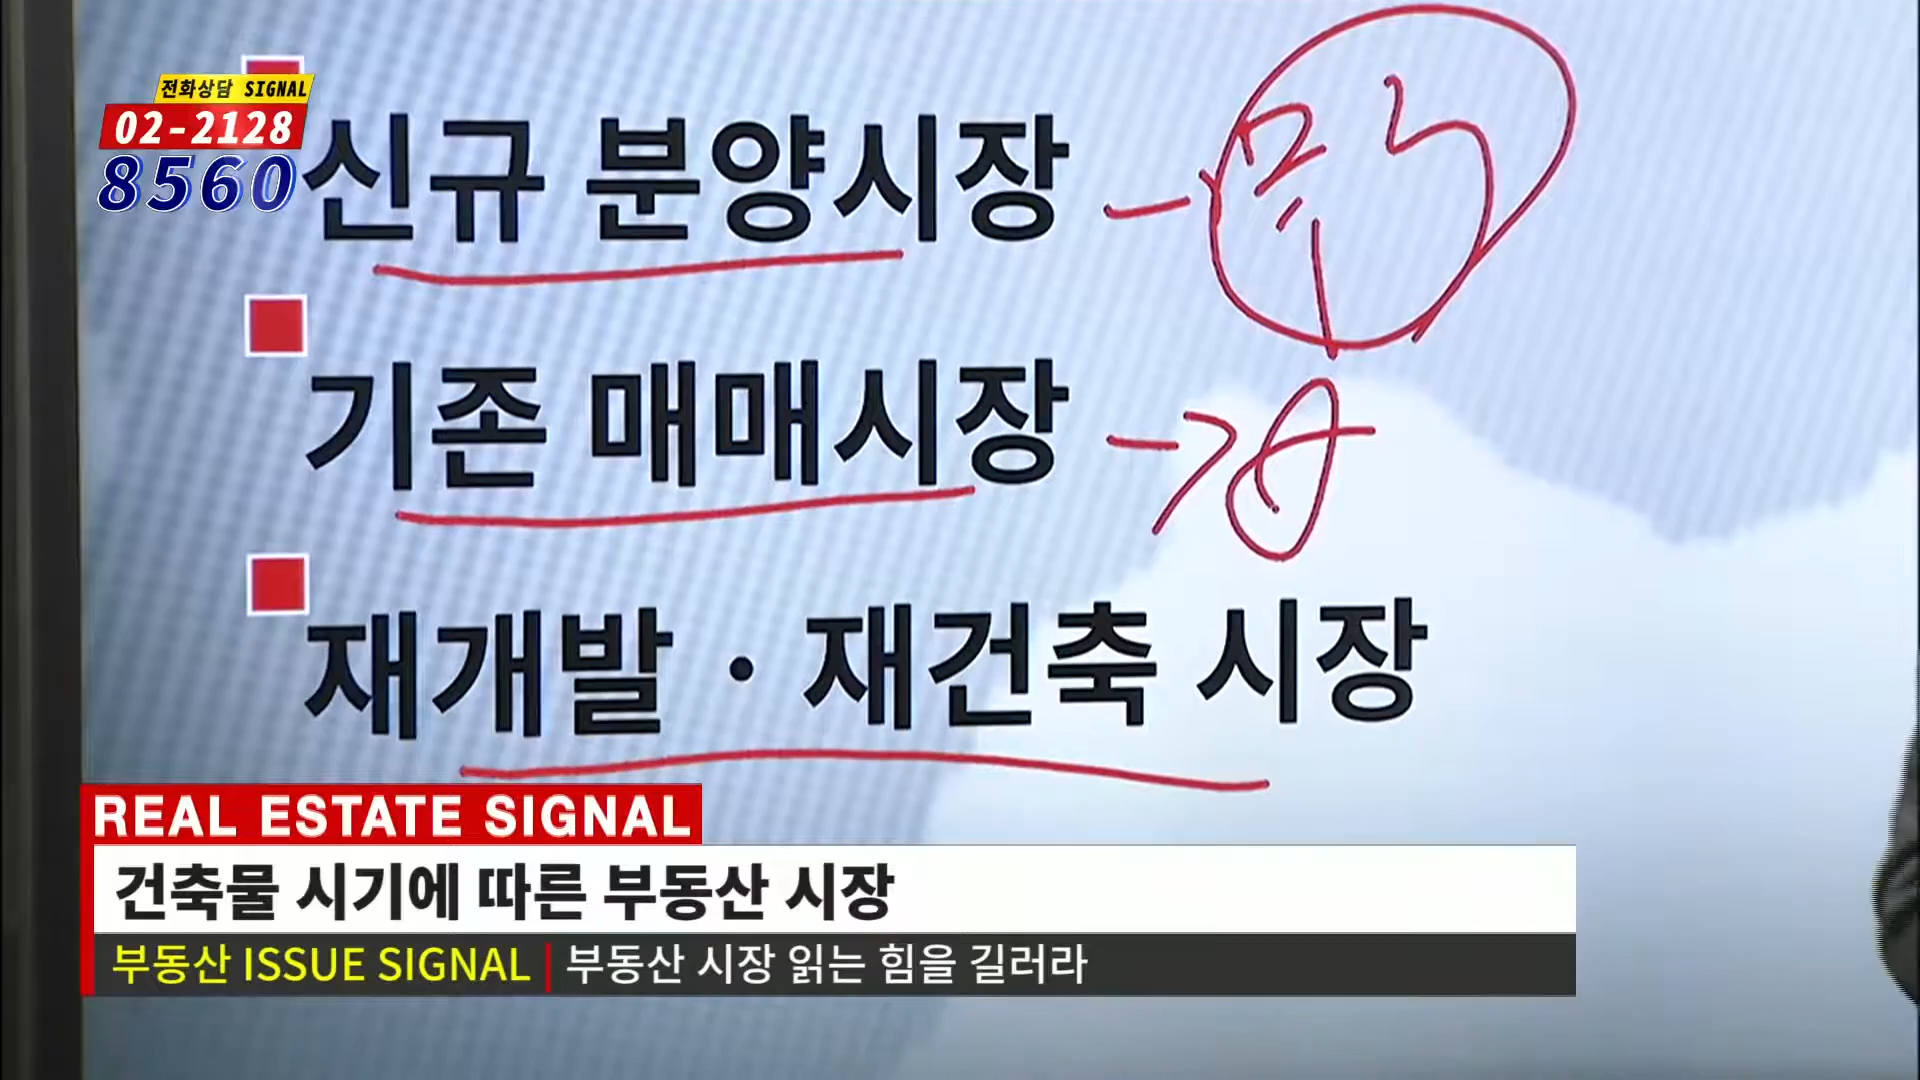 전화상담 SIGNAL
02-2128
8560
신규 분양시장
기존 매매시장
재개발·재건축 시장
REAL ESTATE SIGNAL
건축물 시기에 따른 부동산 시장
부동산 ISSUE SIGNAL | 부동산 시장 읽는 힘을 길러라